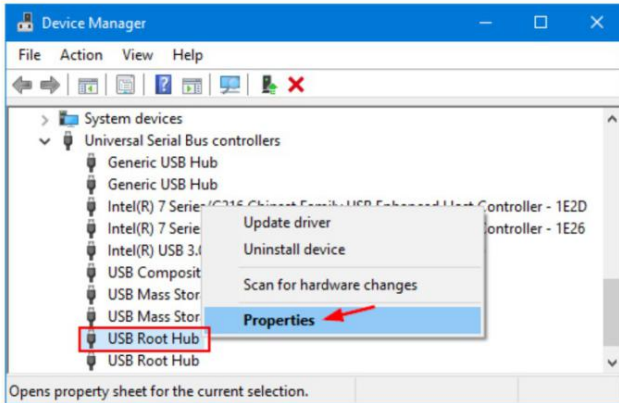 Device Manager
File Action View Help
System devices
Universal Serial Bus controllers
Generic USB Hub
Generic USB Hub
Intel(R) 7 Series/C216 Chipset Family USB Enhanced Host Controller - 1E2D
Intel(R) 7 Serie ontroller - 1E26
Intel(R) USB 3.0
USB Composit
USB Mass Stor
USB Mass Stor
USB Root Hub
USB Root Hub
Update driver
Uninstall device
Scan for hardware changes
Properties
Opens property sheet for the current selection.